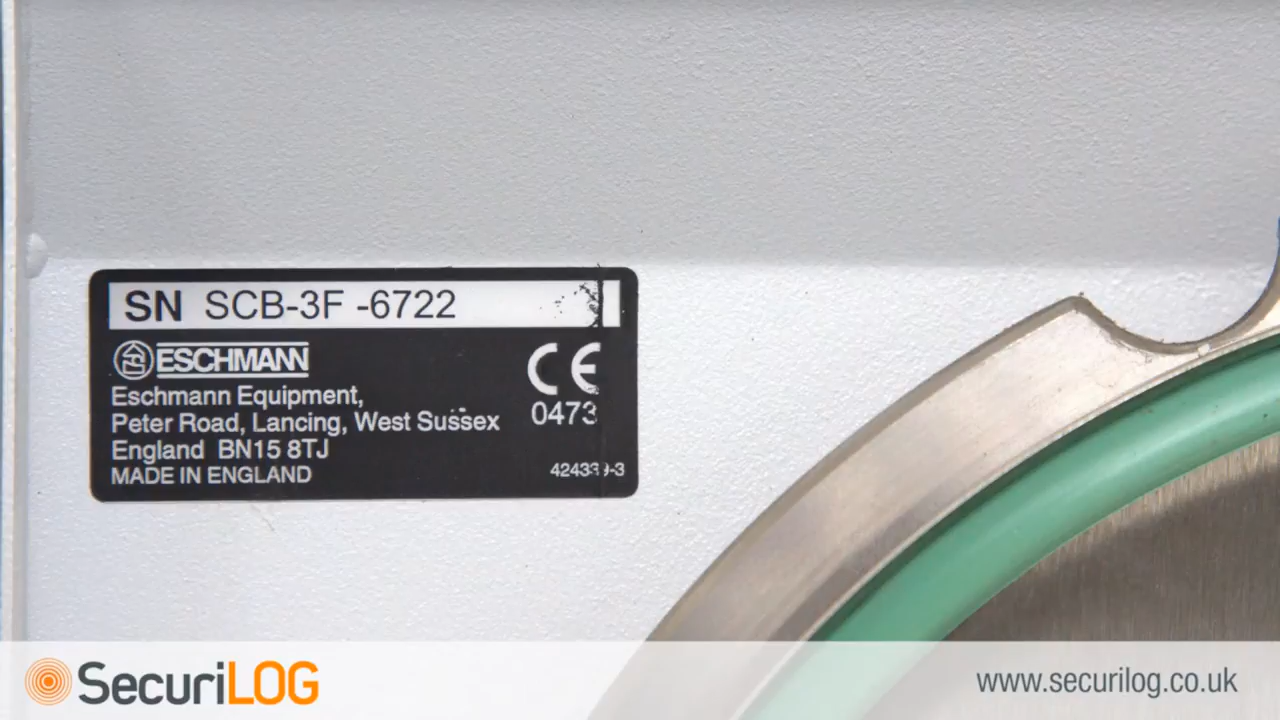 SN SCB-3F -6722
ESCHMANN
Eschmann Equipment,
Peter Road, Lancing, West Sussex
England BN15 8TJ
MADE IN ENGLAND
CE
0473
SecuriLOG
www.securilog.co.uk